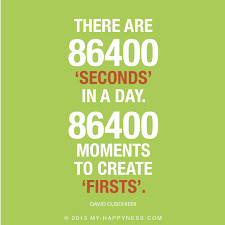 THERE ARE
86400
‘SECONDS’
IN A DAY.
86400
MOMENTS
TO CREATE
‘FIRSTS’.
DAVID CUSCHIERI
© 2013 MY-HAPPYNESS.COM